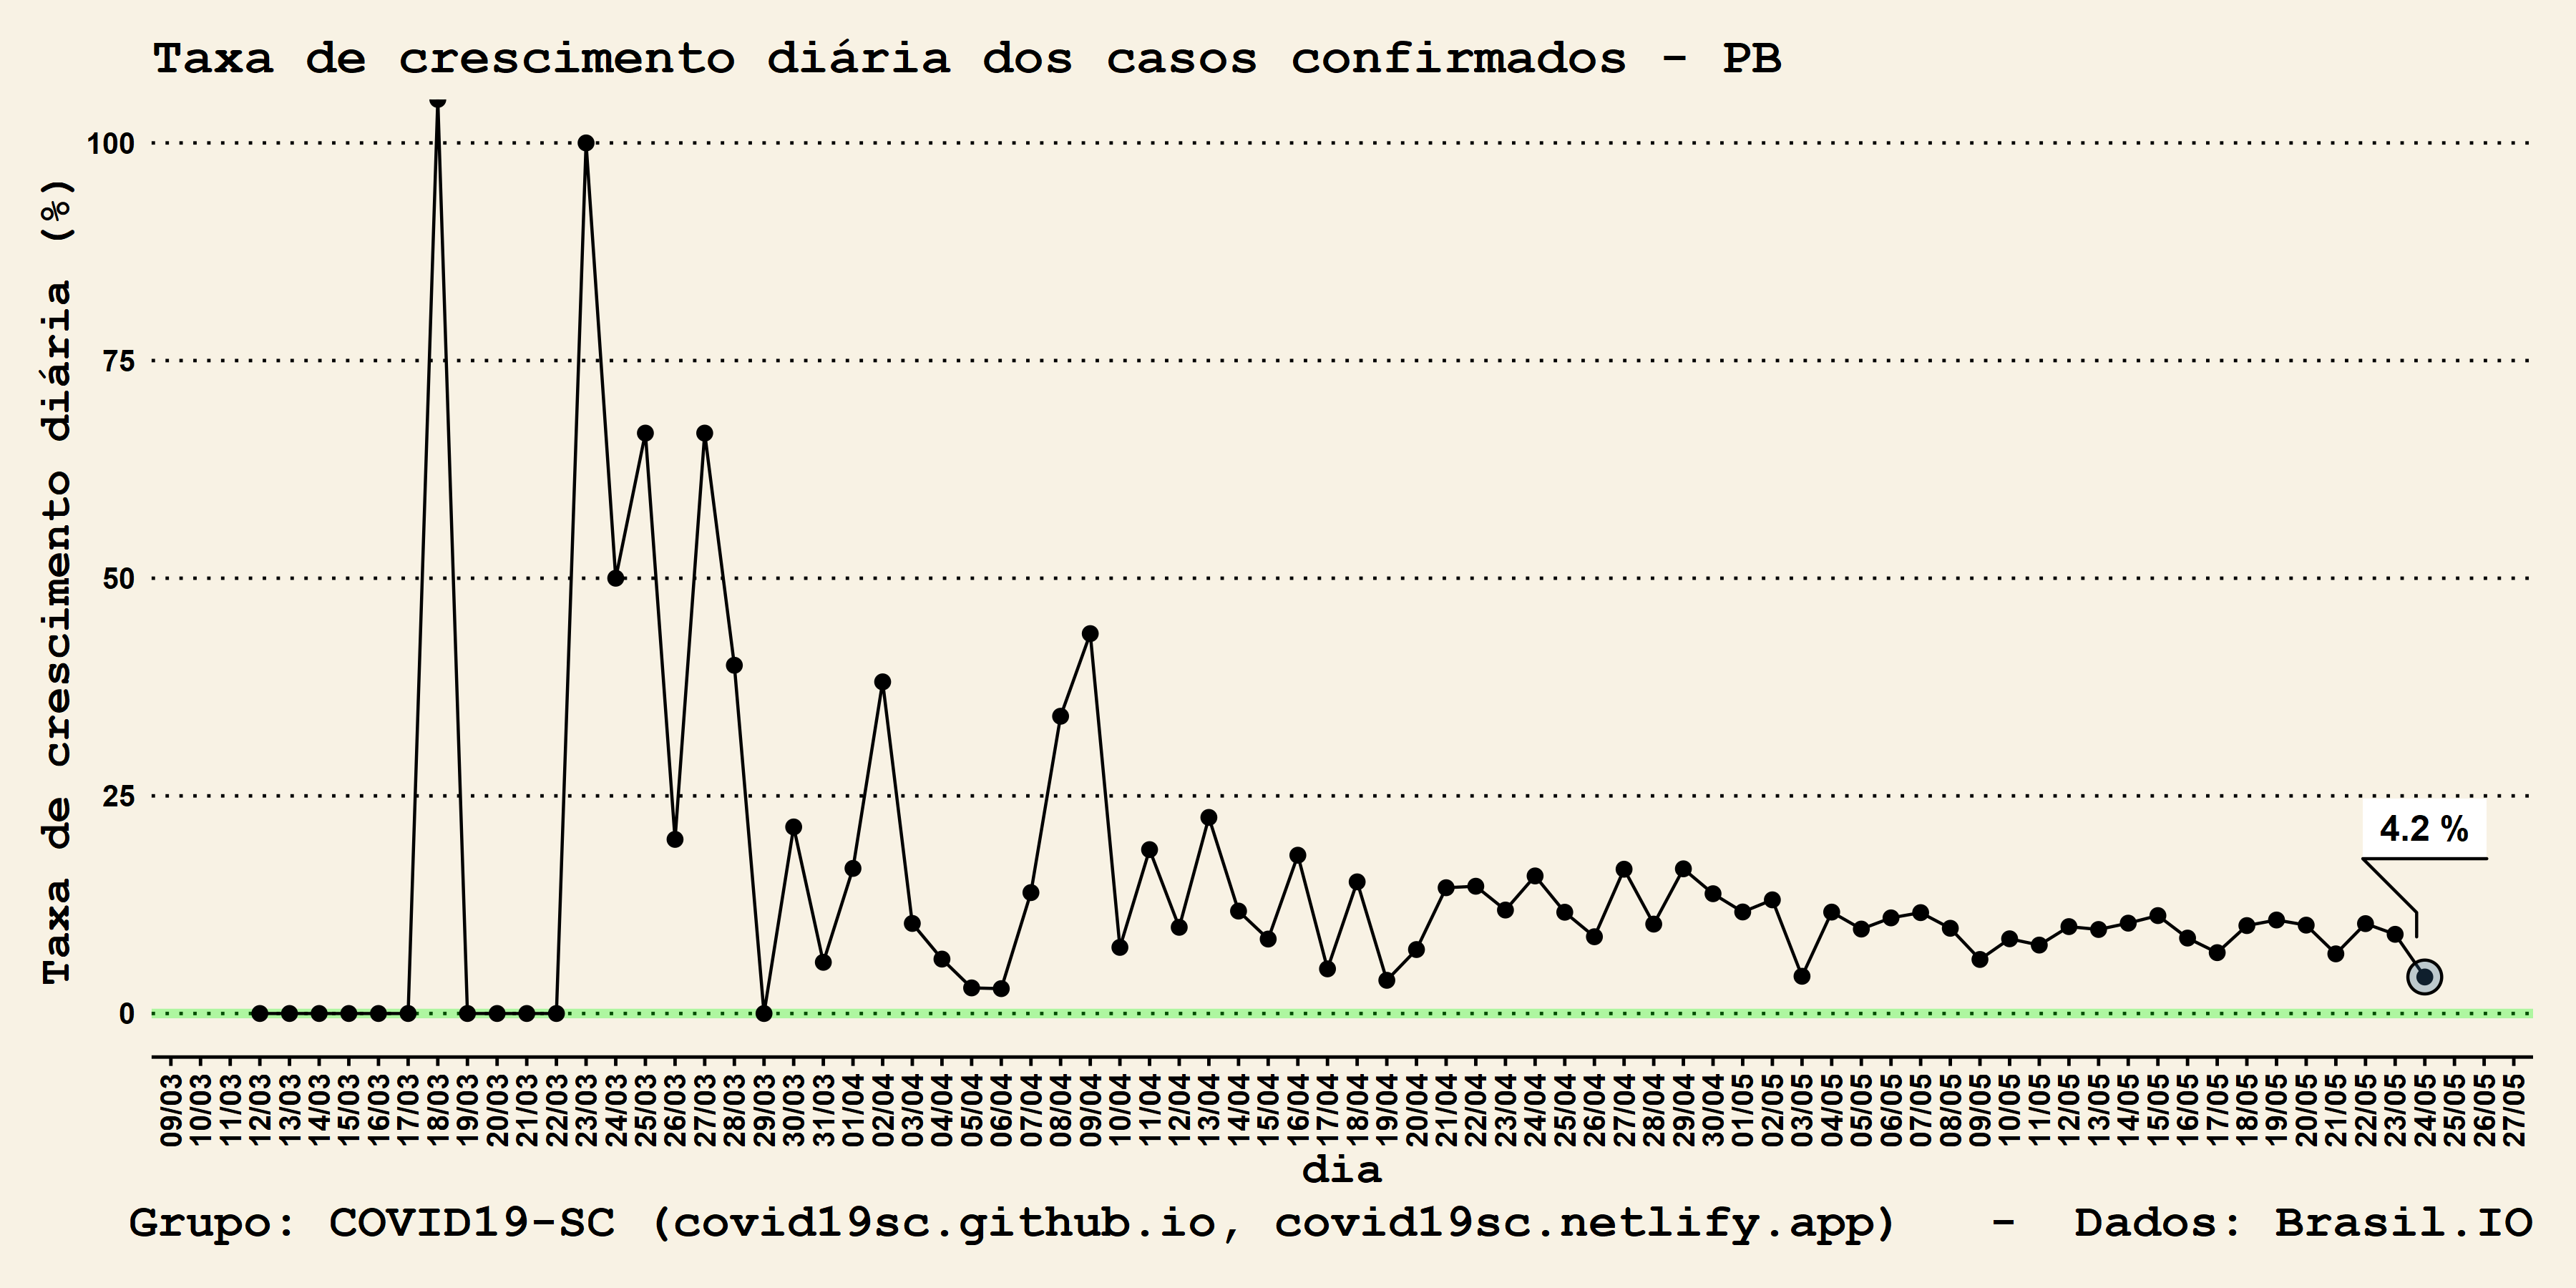 Taxa de crescimento diária dos casos confirmados - PB
Taxa de crescimento diária (%)
100
75
50
25
0
4.2 %
09/03 10/03 11/03 12/03 13/03 14/03 15/03 16/03 17/03 18/03 19/03 20/03 21/03 22/03 23/03 24/03 25/03 26/03 27/03 28/03 29/03 30/03 31/03 01/04 02/04 03/04 04/04 05/04 06/04 07/04 08/04 09/04 10/04 11/04 12/04 13/04 14/04 15/04 16/04 17/04 18/04 19/04 20/04 21/04 22/04 23/04 24/04 25/04 26/04 27/04 28/04 29/04 30/04 01/05 02/05 03/05 04/05 05/05 06/05 07/05 08/05 09/05 10/05 11/05 12/05 13/05 14/05 15/05 16/05 17/05 18/05 19/05 20/05 21/05 22/05 23/05 24/05 25/05 26/05 27/05
dia
Grupo: COVID19-SC (covid19sc.github.io, covid19sc.netlify.app) - Dados: Brasil.IO